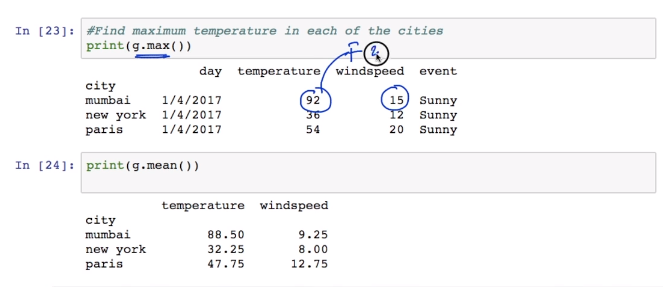 In [23]: #Find maximum temperature in each of the cities
print(g.max())
day temperature windspeed event
city
mumbai 1/4/2017 92 15 Sunny
new york 1/4/2017 36 12 Sunny
paris 1/4/2017 54 20 Sunny
In [24]: print(g.mean())
temperature windspeed
city
mumbai 88.50 9.25
new york 32.25 8.00
paris 47.75 12.75